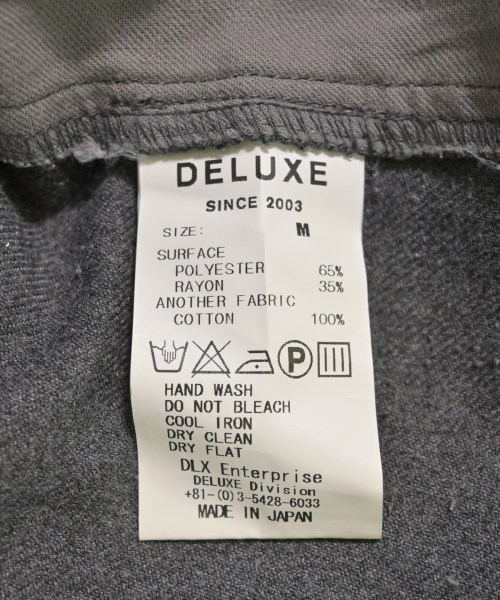 DELUXE
SINCE 2003
SIZE: M
SURFACE
POLYESTER 65%
RAYON 35%
ANOTHER FABRIC
COTTON 100%
P
HAND WASH
DO NOT BLEACH
COOL IRON
DRY CLEAN
DRY FLAT
DLX Enterprise
DELUXE Division
+81-(0)3-5428-6033
MADE IN JAPAN